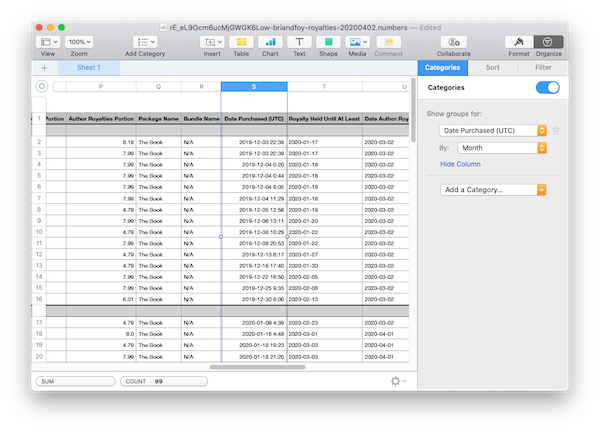 rE_eL9Ocm6ucMjGWGK6Low-briandfoy-royalties-20200402.numbers — Edited
100%
View Zoom Add Category Insert Table Chart Text Shape Media Comment Collaborate Format Organize
+ Sheet 1 Categories Sort Filter
P Q R S T U
1 Portion Author Royalties Portion Package Name Bundle Name Date Purchased (UTC) Royalty Held Until At Least Date Author Roy
2 8.19 The Book N/A 2019-12-03 22:39 2020-01-17 2020-03-02
3 7.99 The Book N/A 2019-12-03 22:39 2020-01-17 2020-03-02
4 7.99 The Book N/A 2019-12-04 0:20 2020-01-18 2020-03-02
5 4.79 The Book N/A 2019-12-04 0:44 2020-01-18 2020-03-02
6 7.99 The Book N/A 2019-12-04 8:05 2020-01-18 2020-03-02
7 7.99 The Book N/A 2019-12-04 11:29 2020-01-18 2020-03-02
8 4.79 The Book N/A 2019-12-05 12:56 2020-01-19 2020-03-02
9 4.79 The Book N/A 2019-12-06 13:11 2020-01-20 2020-03-02
10 4.79 The Book N/A 2019-12-08 10:29 2020-01-22 2020-03-02
11 7.99 The Book N/A 2019-12-08 20:53 2020-01-22 2020-03-02
12 4.79 The Book N/A 2019-12-13 8:17 2020-01-27 2020-03-02
13 4.79 The Book N/A 2019-12-16 17:40 2020-01-30 2020-03-02
14 7.99 The Book N/A 2019-12-22 16:50 2020-02-05 2020-03-02
15 7.99 The Book N/A 2019-12-25 9:35 2020-02-08 2020-03-02
16 6.01 The Book N/A 2019-12-30 8:00 2020-02-13 2020-03-02
17 4.79 The Book N/A 2020-01-09 4:39 2020-02-23 2020-03-02
18 8.0 The Book N/A 2020-01-16 4:48 2020-03-01 2020-04-01
19 4.79 The Book N/A 2020-01-18 19:23 2020-03-03 2020-04-01
20 7.99 The Book N/A 2020-01-18 21:20 2020-03-03 2020-04-01
SUM COUNT 99
Categories
Show groups for:
Date Purchased (UTC)
By: Month
Hide Column
Add a Category...